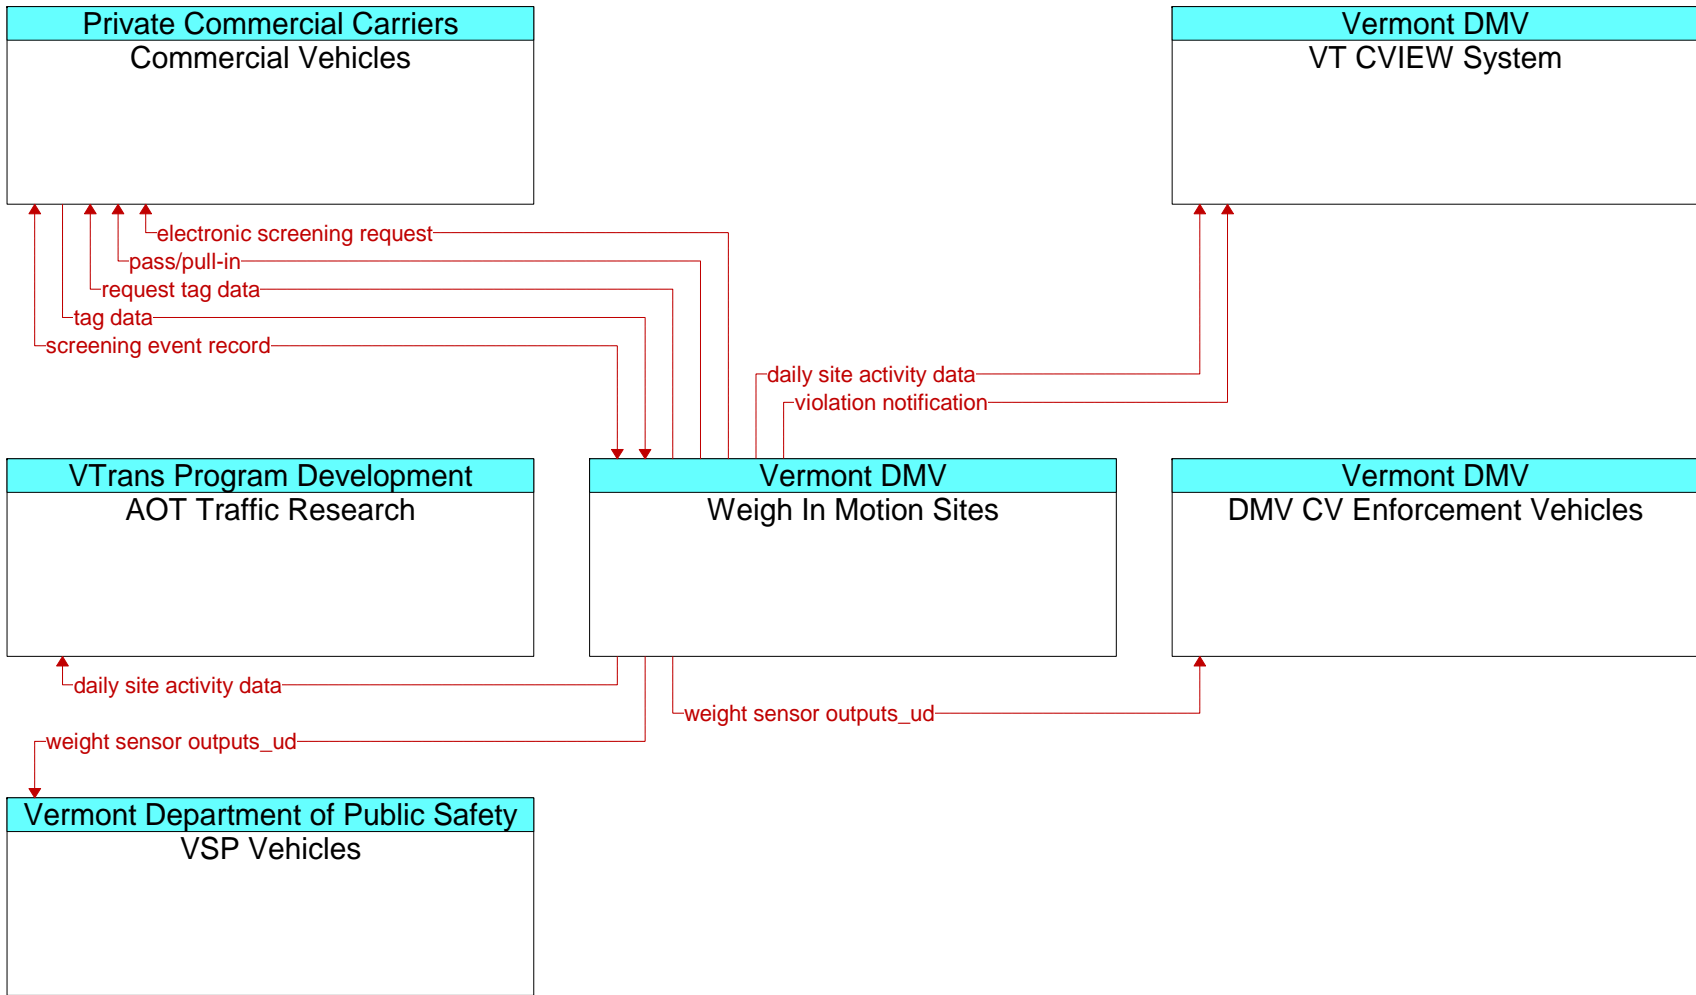 Private Commercial Carriers
Commercial Vehicles
Vermont DMV
VT CVIEW System
electronic screening request
pass/pull-in
request tag data
tag data
screening event record
daily site activity data
violation notification
VTrans Program Development
AOT Traffic Research
Vermont DMV
Weigh In Motion Sites
Vermont DMV
DMV CV Enforcement Vehicles
daily site activity data
weight sensor outputs_ud
weight sensor outputs_ud
Vermont Department of Public Safety
VSP Vehicles